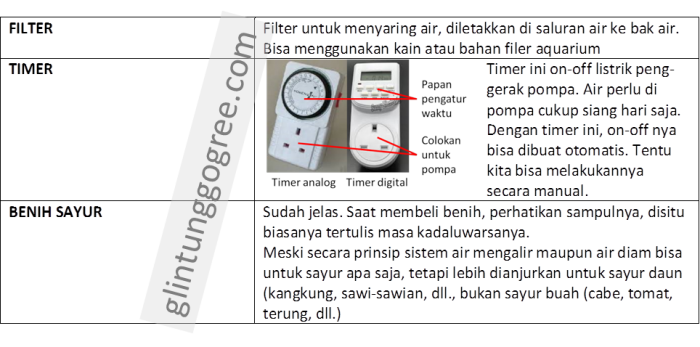 FILTER
Filter untuk menyaring air, diletakkan di saluran air ke bak air.
Bisa menggunakan kain atau bahan filer aquarium
TIMER
Papan
pengatur
waktu
Colokan
untuk
pompa
Timer analog Timer digital
Timer ini on-off listrik peng-
gerak pompa. Air perlu di
pompa cukup siang hari saja.
Dengan timer ini, on-off nya
bisa dibuat otomatis. Tentu
kita bisa melakukannya
secara manual.
BENIH SAYUR
Sudah jelas. Saat membeli benih, perhatikan sampulnya, disitu
biasanya tertulis masa kadaluwarsanya.
Meski secara prinsip sistem air mengalir maupun air diam bisa
untuk sayur apa saja, tetapi lebih dianjurkan untuk sayur daun
(kangkung, sawi-sawian, dll., bukan sayur buah (cabe, tomat,
terung, dll.)
glintunggogree.com